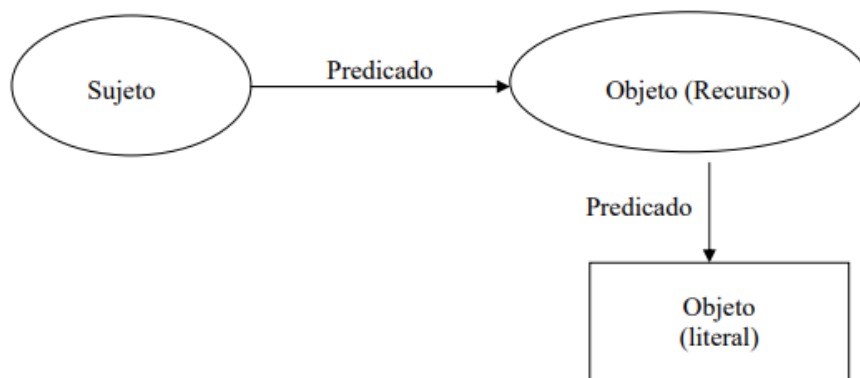 Predicado
Sujeto
Objeto (Recurso)
Predicado
Objeto
(literal)